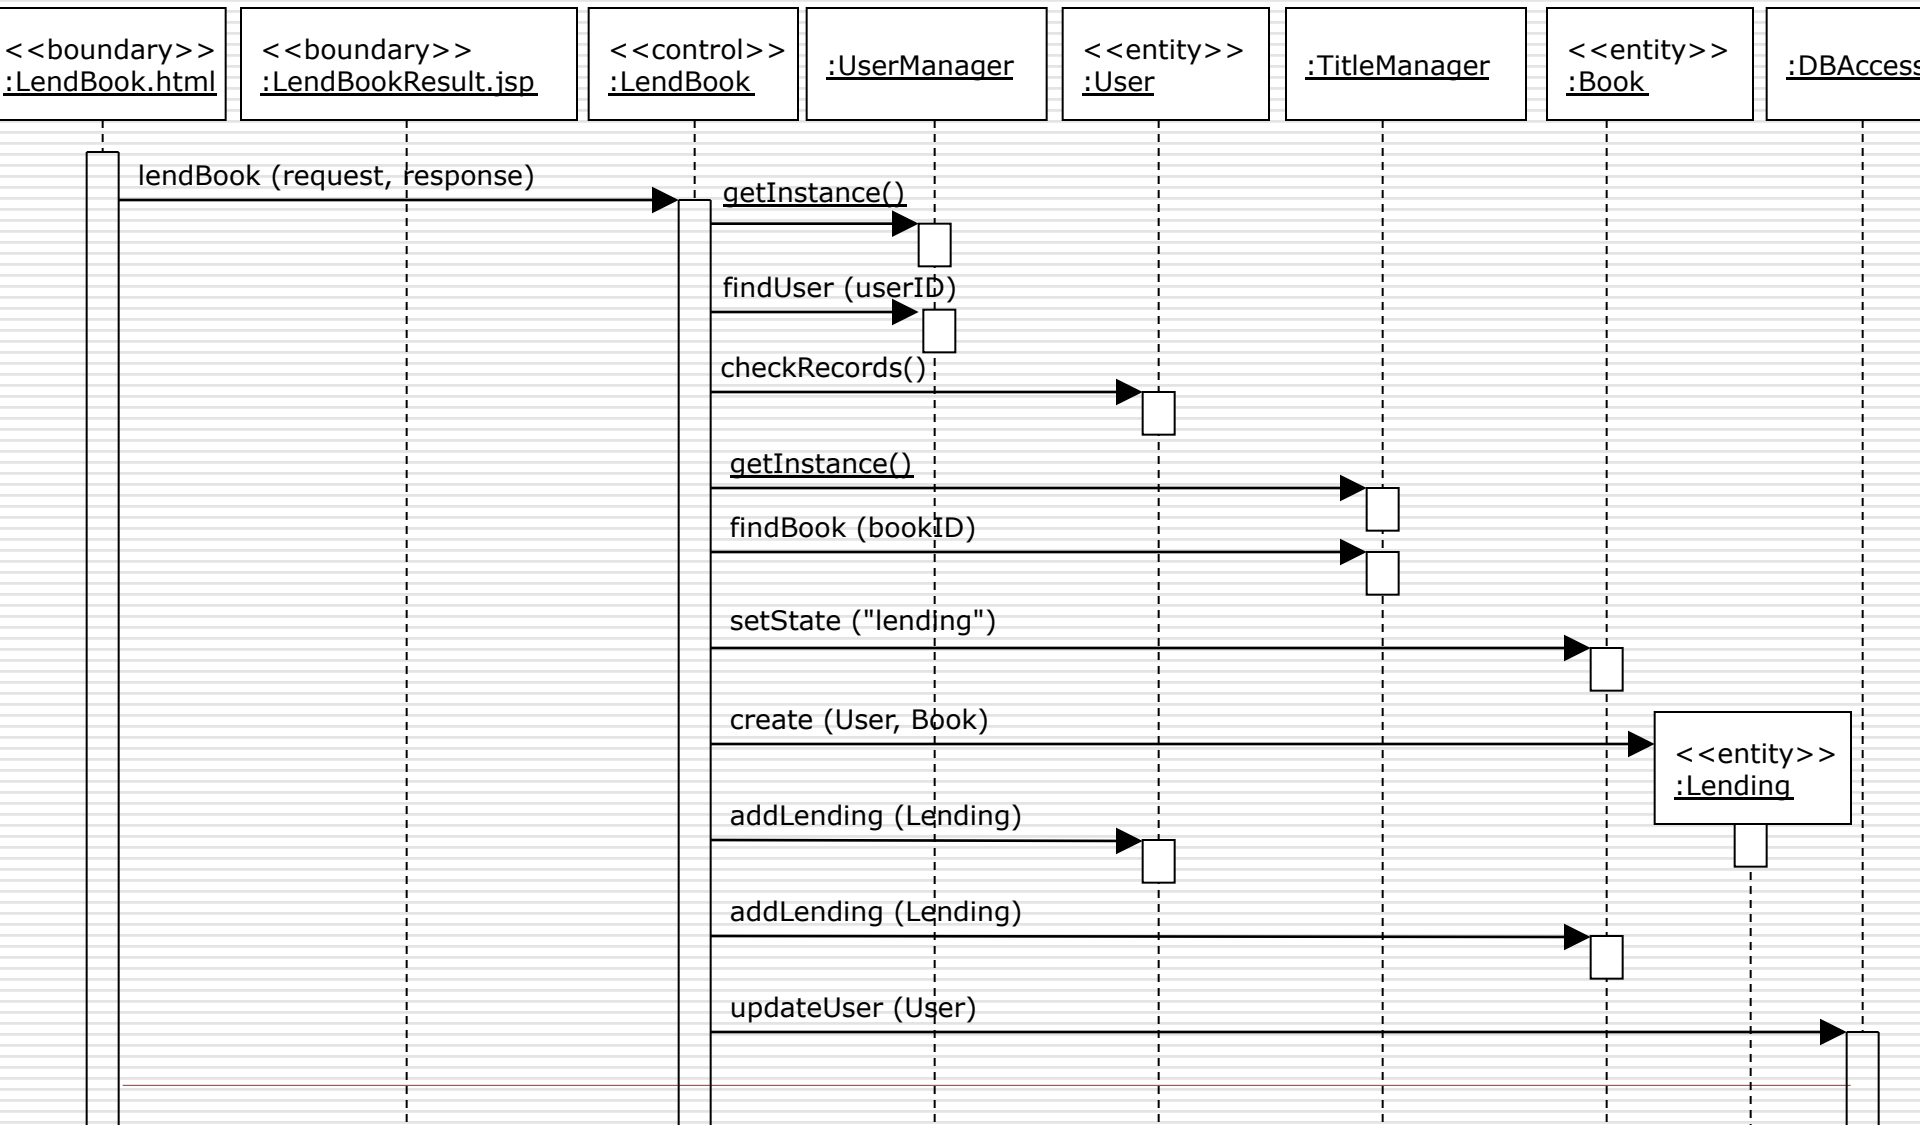 <<boundary>>
:LendBook.html
<<boundary>>
:LendBookResult.jsp
<<control>>
:LendBook
:UserManager
<<entity>>
:User
:TitleManager
<<entity>>
:Book
:DBAccess
lendBook (request, response)
getInstance()
findUser (userID)
checkRecords()
getInstance()
findBook (bookID)
setState ("lending")
create (User, Book)
<<entity>>
:Lending
addLending (Lending)
addLending (Lending)
updateUser (User)